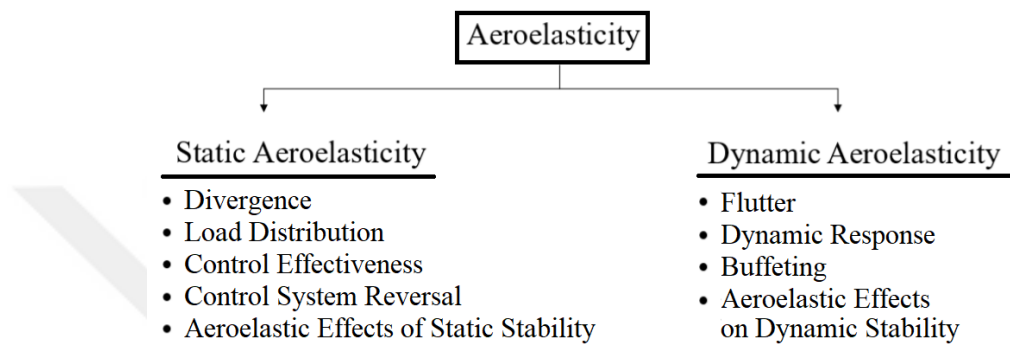 Aeroelasticity
Static Aeroelasticity
• Divergence
• Load Distribution
• Control Effectiveness
• Control System Reversal
• Aeroelastic Effects of Static Stability
Dynamic Aeroelasticity
• Flutter
• Dynamic Response
• Buffeting
• Aeroelastic Effects
on Dynamic Stability